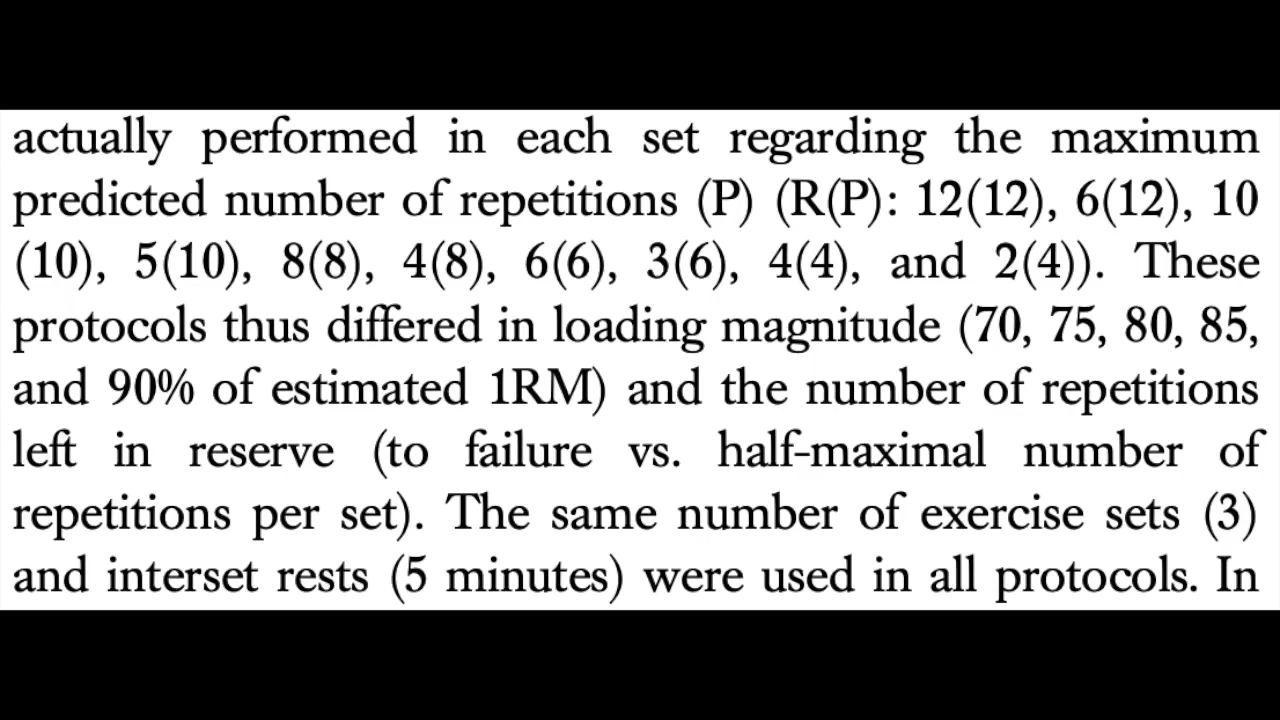 actually performed in each set regarding the maximum
predicted number of repetitions (P) (R(P): 12(12), 6(12), 10
(10), 5(10), 8(8), 4(8), 6(6), 3(6), 4(4), and 2(4)). These
protocols thus differed in loading magnitude (70, 75, 80, 85,
and 90% of estimated 1RM) and the number of repetitions
left in reserve (to failure vs. half-maximal number of
repetitions per set). The same number of exercise sets (3)
and interset rests (5 minutes) were used in all protocols. In